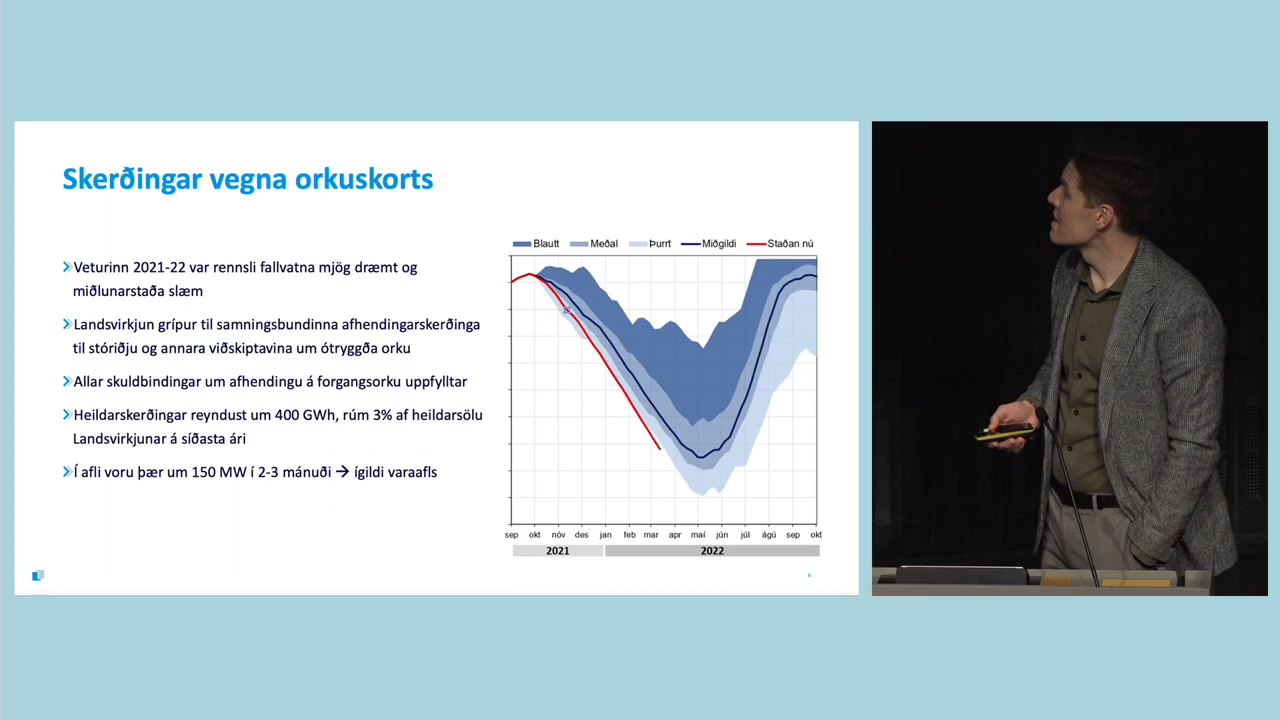 Skerðingar vegna orkuskorts
Veturinn 2021-22 var rennsli fallvatna mjög dræmt og
miðlunarstaða slæm
Landsvirkjun grípur til samningsbundinna afhendingarskerðinga
til stóriðju og annara viðskiptavina um ótryggða orku
Allar skuldbindingar um afhendingu á forgangsorku uppfylltar
Heildarskerðingar reyndust um 400 GWh, rúm 3% af heildarsölu
Landsvirkjunar á síðasta ári
Í afli voru þær um 150 MW í 2-3 mánuði → ígildi varaafls
Blautt Meðal Þurrt Miðgildi Staðan nú
sep okt nóv des jan feb mar apr maí jún júl ágú sep okt
2021 2022